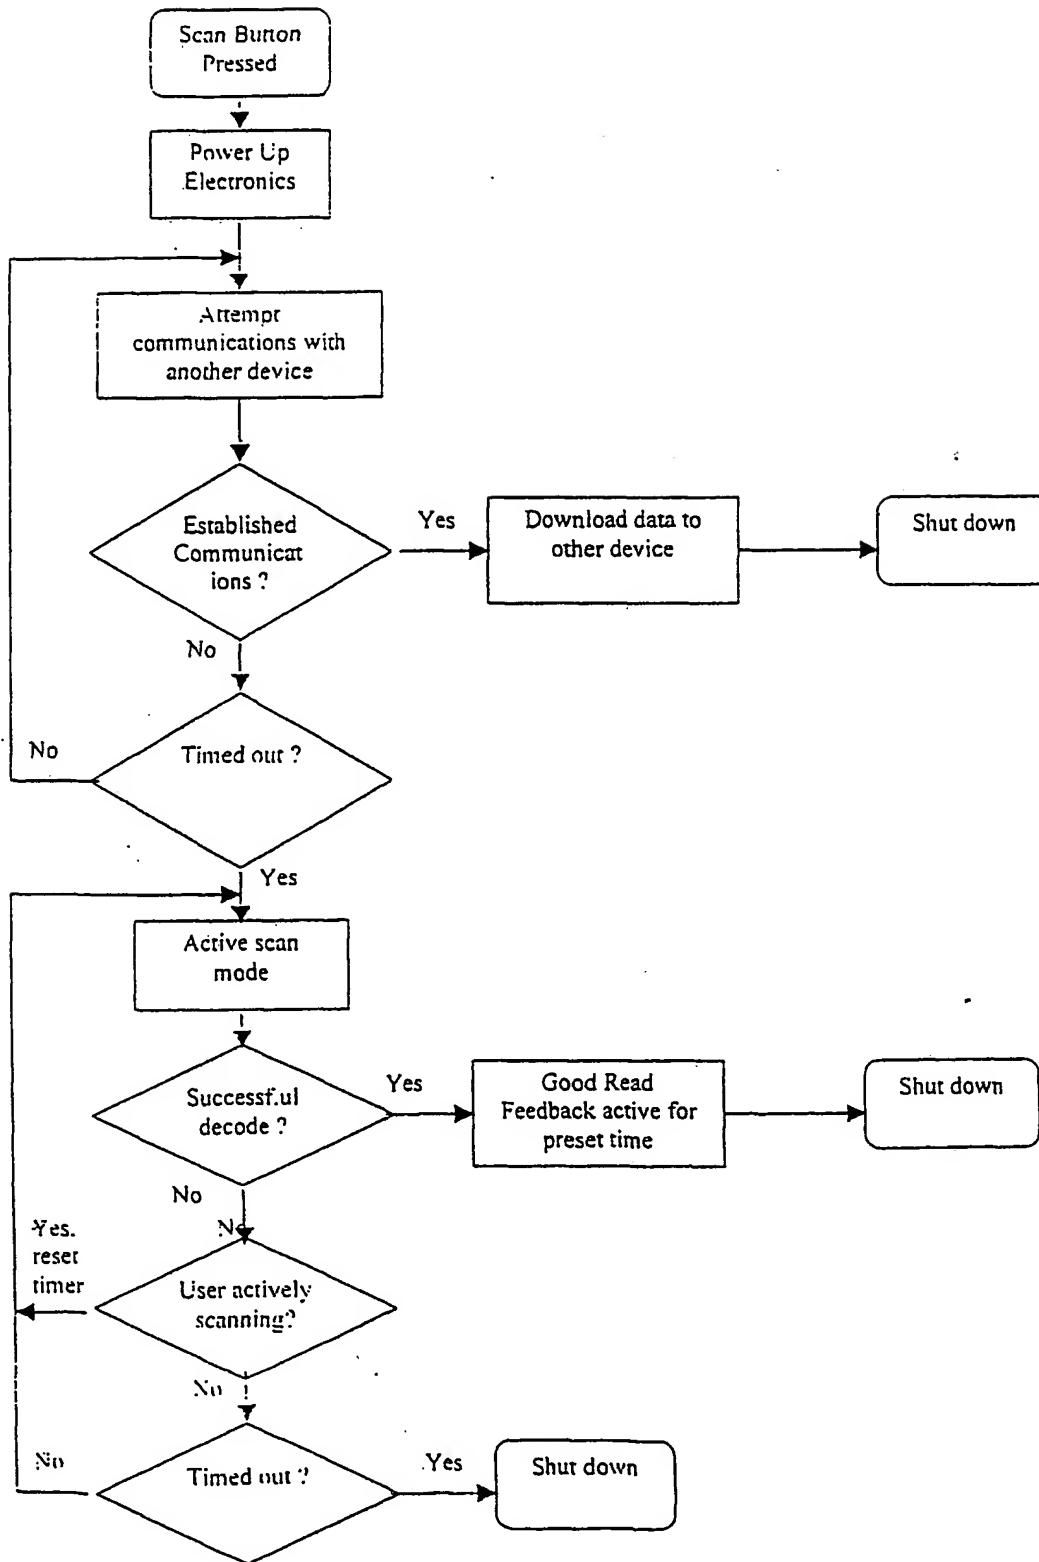 Scan Button
Pressed
Power Up
Electronics
Attempt
communications with
another device
Established
Communicat
ions ?
Yes
Download data to
other device
Shut down
No
Timed out ?
No
Yes
Active scan
mode
Successful
decode ?
Yes
Good Read
Feedback active for
preset time
Shut down
No
No
Yes.
reset
timer
User actively
scanning?
No
Timed out ?
No
Yes
Shut down